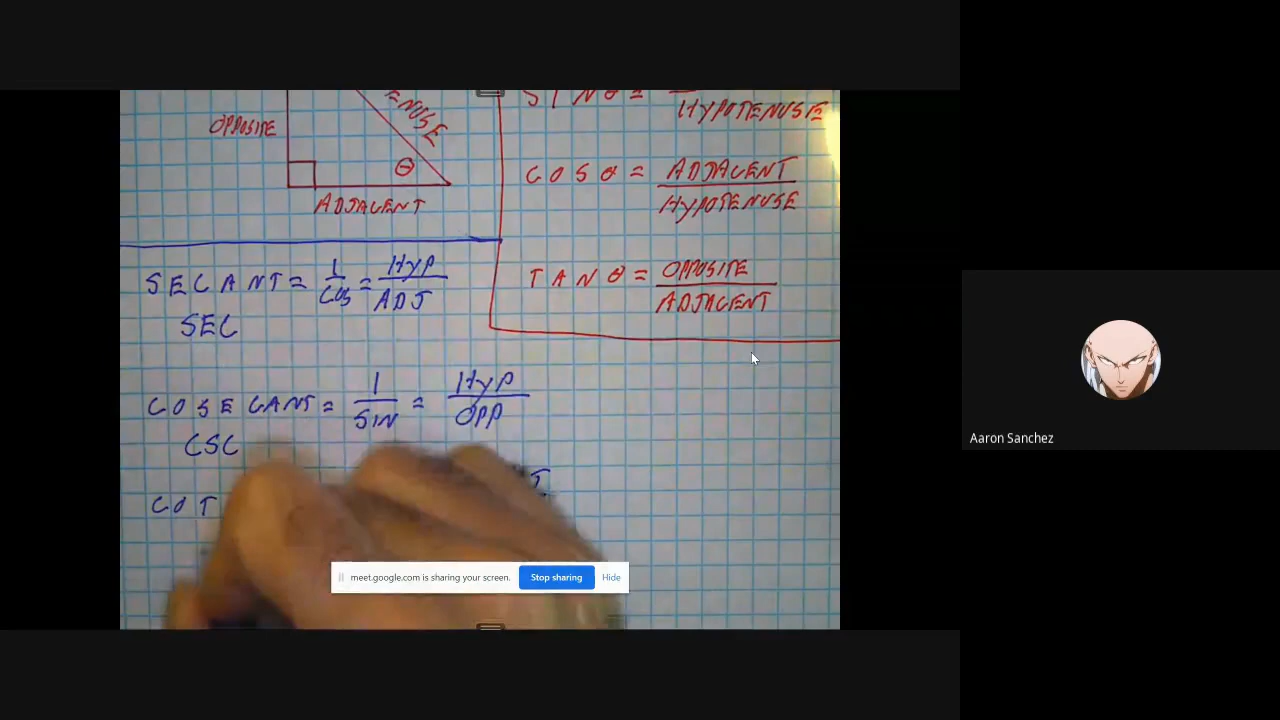 OPPOSITE
ADJACENT
θ
SIN θ =
HYPOTENUSE
COS θ = ADJACENT
HYPOTENUSE
TAN θ = OPPOSITE
ADJACENT
SECANT = 1 = HYP
COS ADJ
SEC
COSECANT = 1 = HYP
SIN OPP
CSC
COT
meet.google.com is sharing your screen.
Stop sharing
Hide
Aaron Sanchez